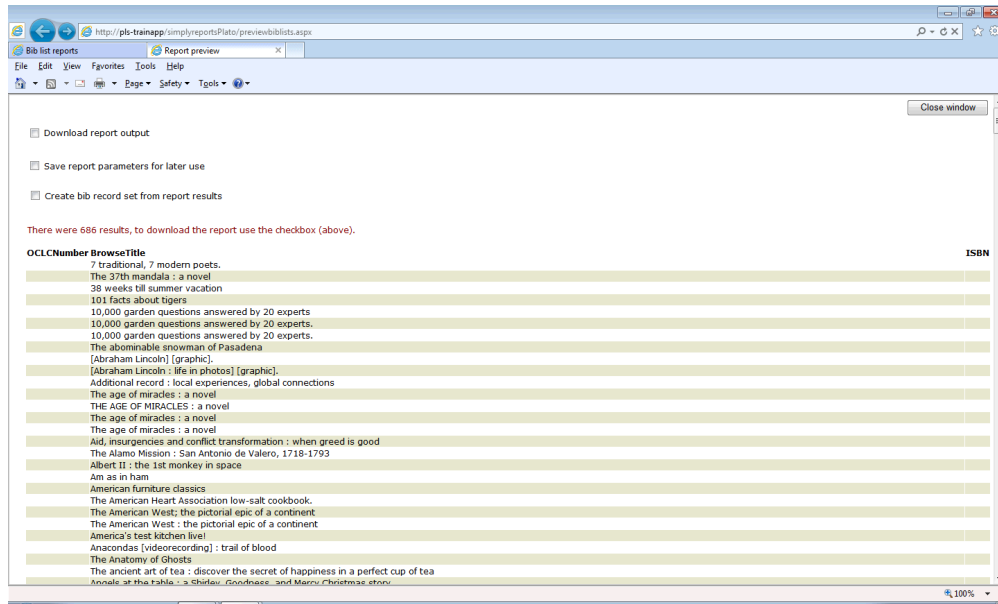 http://pls-trainapp/simplyreportsPlato/previewbiblists.aspx
Bib list reports
Report preview
File Edit View Favorites Tools Help
Page Safety Tools
Close window
Download report output
Save report parameters for later use
Create bib record set from report results
There were 686 results, to download the report use the checkbox (above).
OCLCNumber BrowseTitle ISBN
7 traditional, 7 modern poets.
The 37th mandala : a novel
38 weeks till summer vacation
101 facts about tigers
10,000 garden questions answered by 20 experts
10,000 garden questions answered by 20 experts.
10,000 garden questions answered by 20 experts.
The abominable snowman of Pasadena
[Abraham Lincoln] [graphic].
[Abraham Lincoln : life in photos] [graphic].
Additional record : local experiences, global connections
The age of miracles : a novel
THE AGE OF MIRACLES : a novel
The age of miracles : a novel
The age of miracles : a novel
Aid, insurgencies and conflict transformation : when greed is good
The Alamo Mission : San Antonio de Valero, 1718-1793
Albert II : the 1st monkey in space
Am as in ham
American furniture classics
The American Heart Association low-salt cookbook.
The American West; the pictorial epic of a continent
The American West : the pictorial epic of a continent
America's test kitchen live!
Anacondas [videorecording] : trail of blood
The Anatomy of Ghosts
The ancient art of tea : discover the secret of happiness in a perfect cup of tea
Angels at the table : a Shirley, Goodness, and Mercy Christmas story
100%